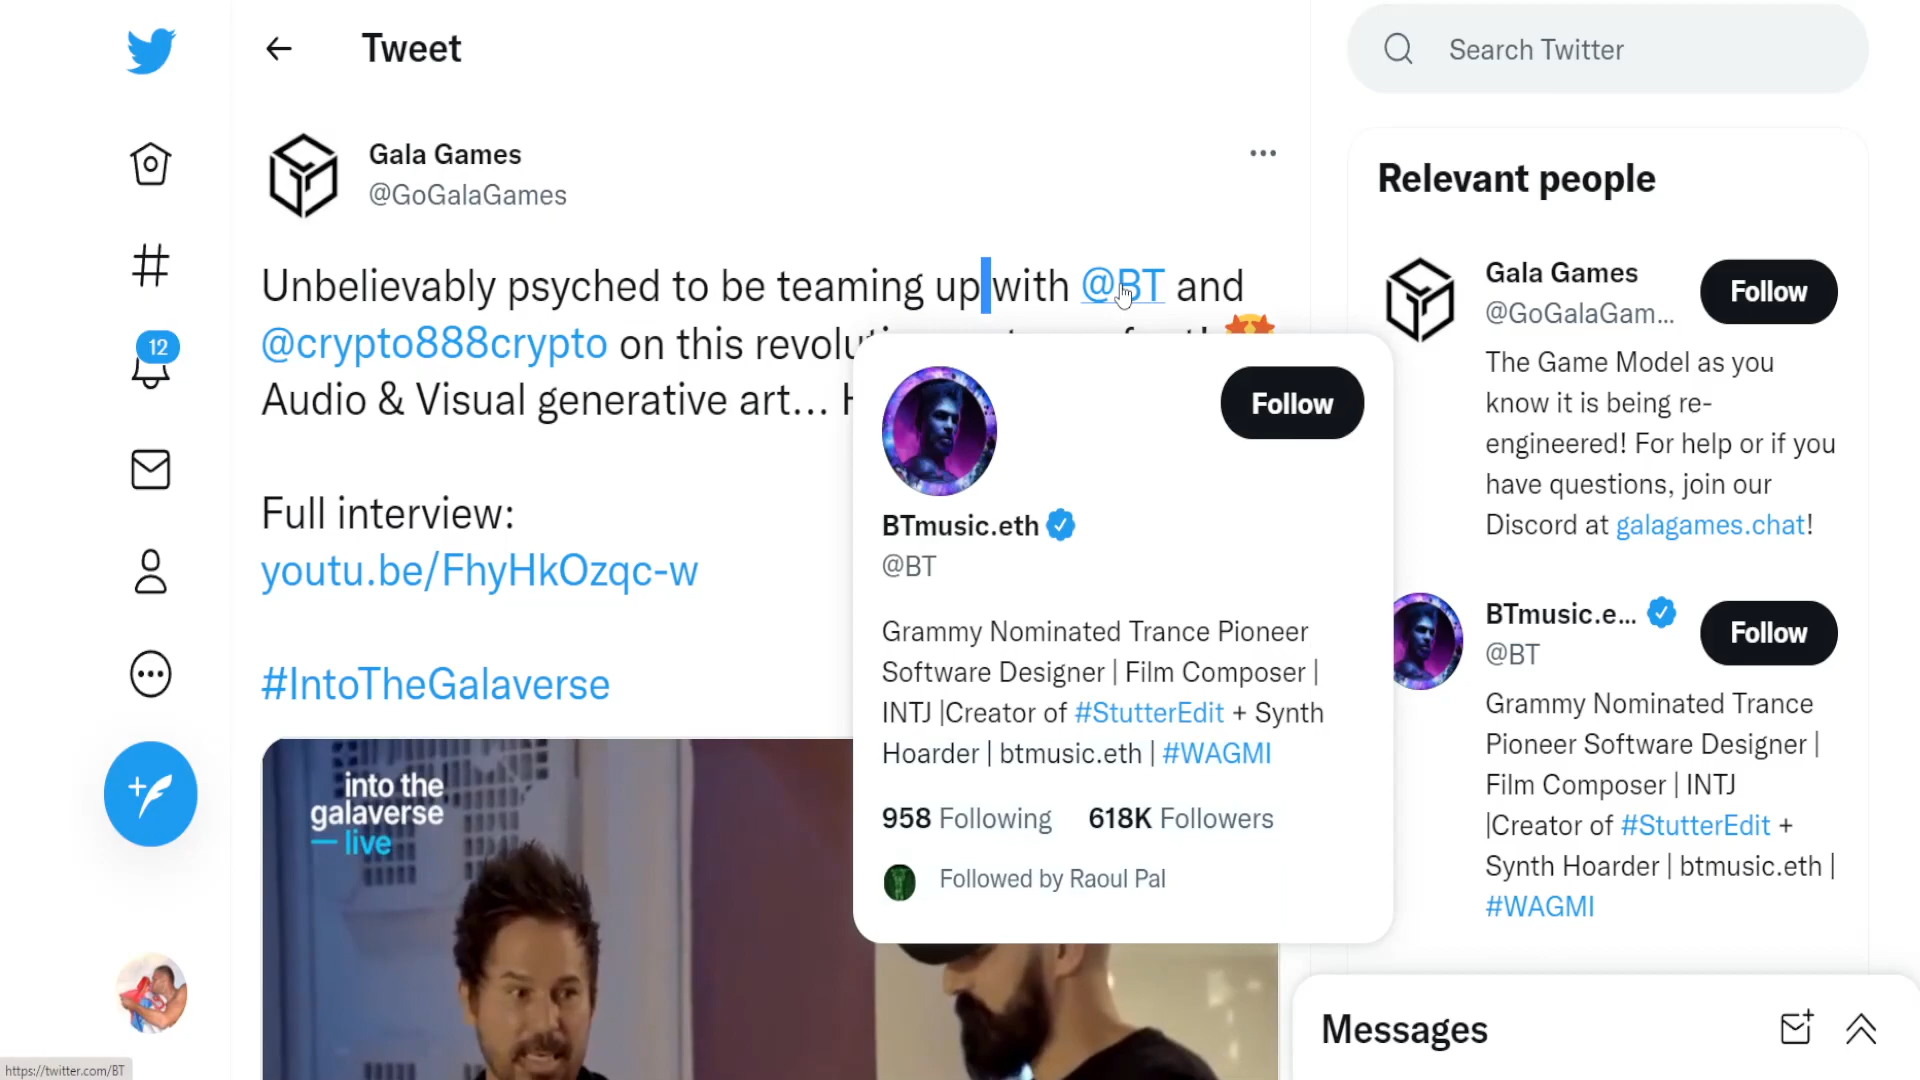 Tweet
Search Twitter
Gala Games
@GoGalaGames
Unbelievably psyched to be teaming up with @BT and
@crypto888crypto on this revolu
Audio & Visual generative art...
Full interview:
youtu.be/FhyHkOzqc-w
#IntoTheGalaverse
into the
galaverse
live
12
Follow
BTmusic.eth
@BT
Grammy Nominated Trance Pioneer
Software Designer | Film Composer |
INTJ |Creator of #StutterEdit + Synth
Hoarder | btmusic.eth | #WAGMI
958 Following 618K Followers
Followed by Raoul Pal
Relevant people
Gala Games
@GoGalaGam...
Follow
The Game Model as you
know it is being re-
engineered! For help or if you
have questions, join our
Discord at galagames.chat!
BTmusic.e...
@BT
Follow
Grammy Nominated Trance
Pioneer Software Designer |
Film Composer | INTJ
|Creator of #StutterEdit +
Synth Hoarder | btmusic.eth |
#WAGMI
Messages
https://twitter.com/BT